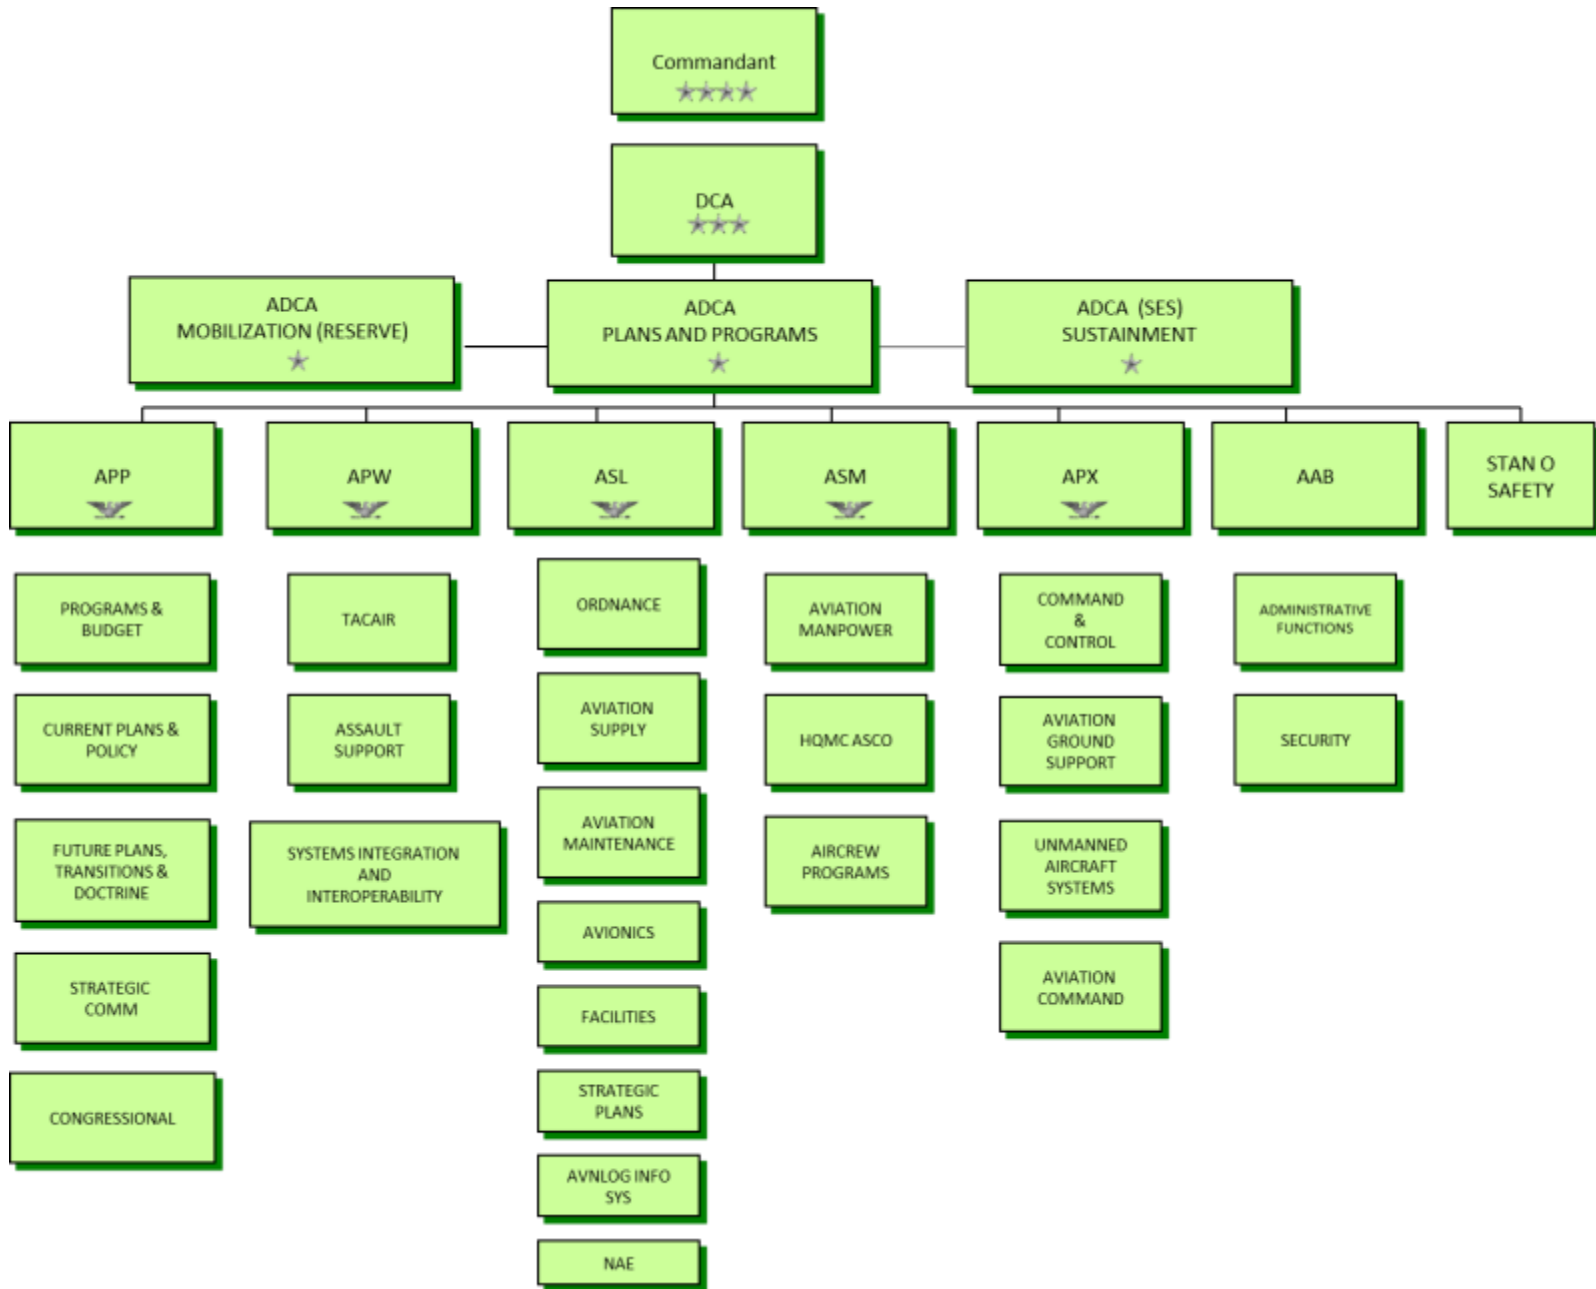 Commandant
DCA
ADCA
MOBILIZATION (RESERVE)
ADCA
PLANS AND PROGRAMS
ADCA (SES)
SUSTAINMENT
APP
APW
ASL
ASM
APX
AAB
STAN O
SAFETY
PROGRAMS &
BUDGET
CURRENT PLANS &
POLICY
FUTURE PLANS,
TRANSITIONS &
DOCTRINE
STRATEGIC
COMM
CONGRESSIONAL
TACAIR
ASSAULT
SUPPORT
SYSTEMS INTEGRATION
AND
INTEROPERABILITY
ORDNANCE
AVIATION
SUPPLY
AVIATION
MAINTENANCE
AVIONICS
FACILITIES
STRATEGIC
PLANS
AVNLOG INFO
SYS
NAE
AVIATION
MANPOWER
HQMC ASCO
AIRCREW
PROGRAMS
COMMAND
&
CONTROL
AVIATION
GROUND
SUPPORT
UNMANNED
AIRCRAFT
SYSTEMS
AVIATION
COMMAND
ADMINISTRATIVE
FUNCTIONS
SECURITY